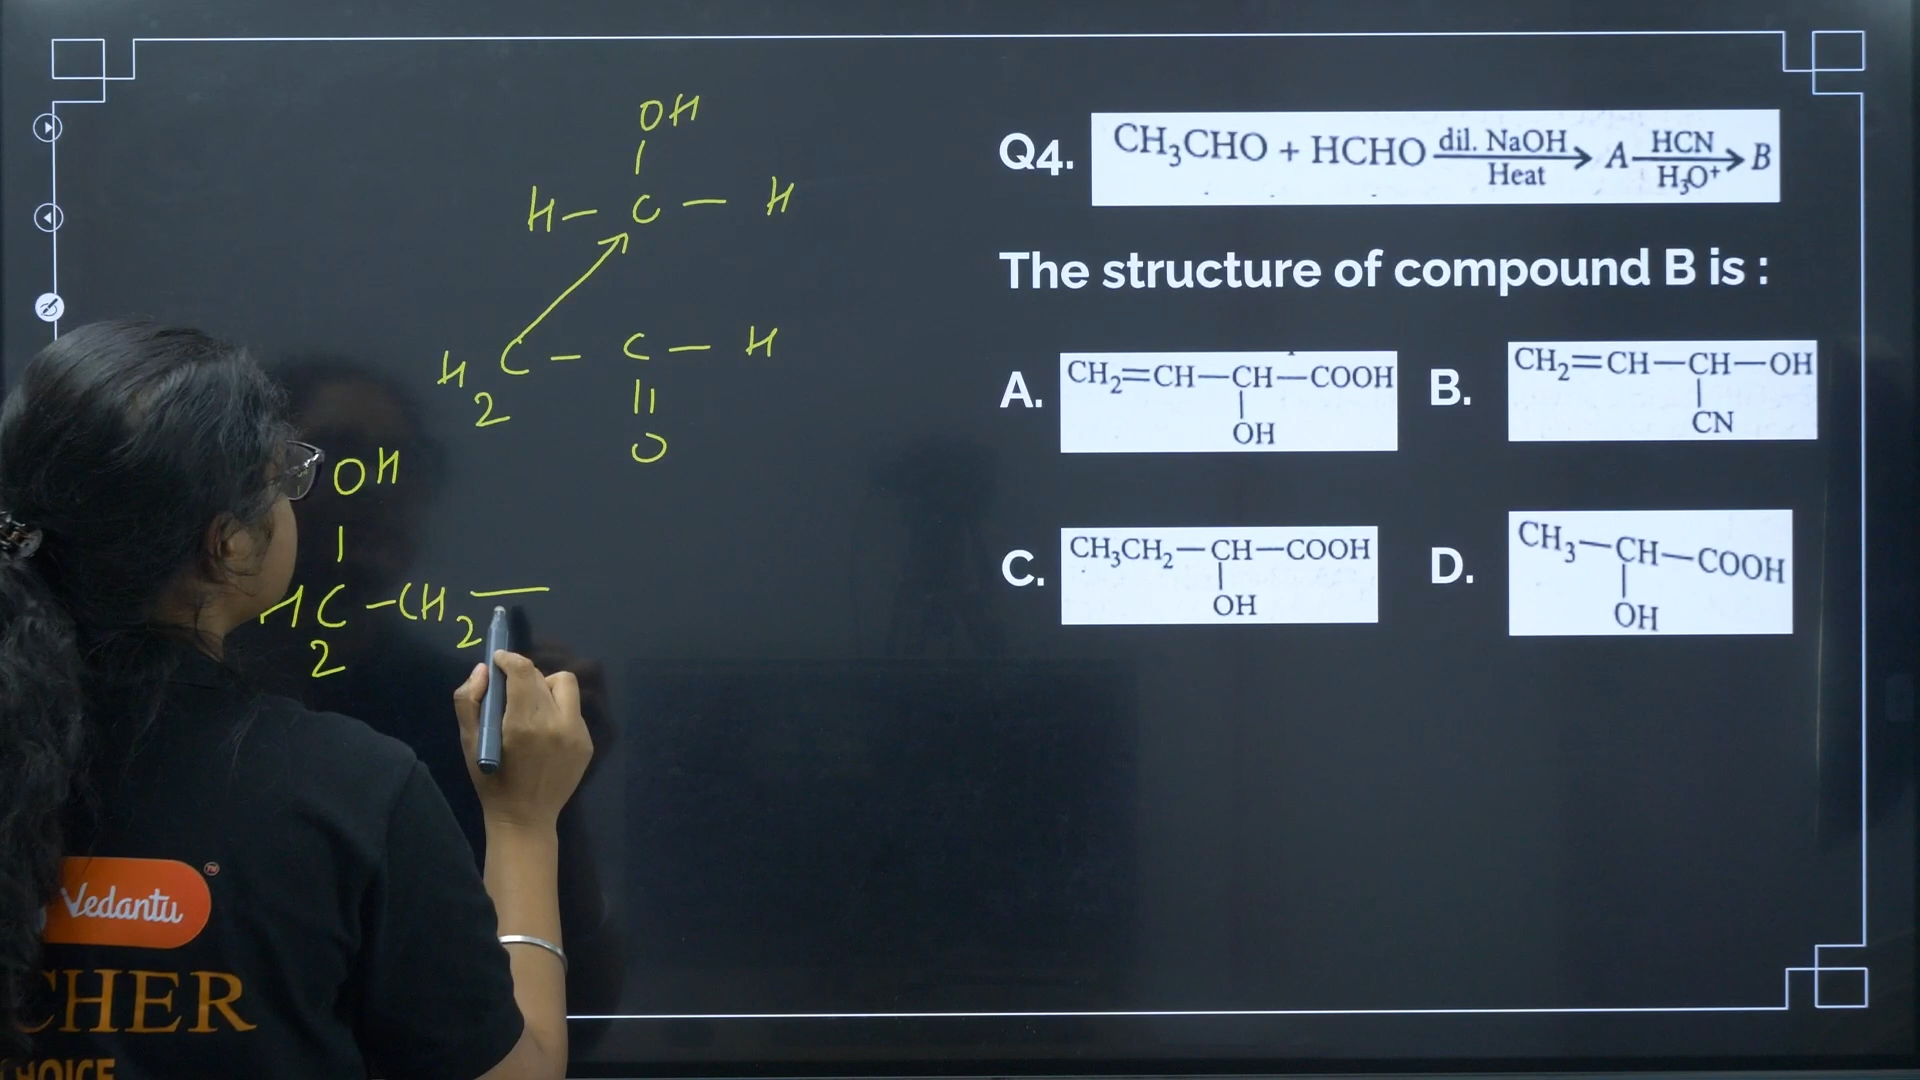 OH
H – C – H
H2C – C – H
O
OH
H2C – CH2 –
Q4. CH3CHO + HCHO dil. NaOH Heat → A HCN H3O+ → B
The structure of compound B is :
A. CH2=CH—CH—COOH
OH
B. CH2=CH—CH—OH
CN
C. CH3CH2—CH—COOH
OH
D. CH3—CH—COOH
OH
Vedantu TM
CHER
HOICE